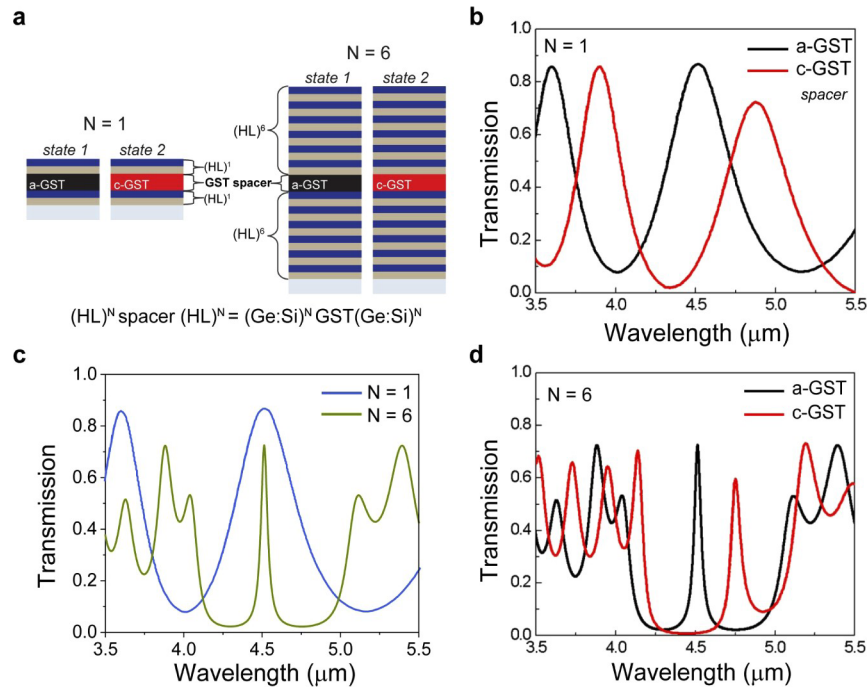 a
N = 6
state 1 state 2
N = 1
state 1 state 2
(HL)⁶
(HL)¹
a-GST c-GST GST spacer a-GST c-GST
(HL)¹
(HL)⁶
(HL)ᴺ spacer (HL)ᴺ = (Ge:Si)ᴺ GST(Ge:Si)ᴺ
b
N = 1
a-GST
c-GST
spacer
Transmission
1.0
0.8
0.6
0.4
0.2
0.0
3.5 4.0 4.5 5.0 5.5
Wavelength (μm)
c
N = 1
N = 6
Transmission
1.0
0.8
0.6
0.4
0.2
0.0
3.5 4.0 4.5 5.0 5.5
Wavelength (μm)
d
N = 6
a-GST
c-GST
Transmission
1.0
0.8
0.6
0.4
0.2
0.0
3.5 4.0 4.5 5.0 5.5
Wavelength (μm)